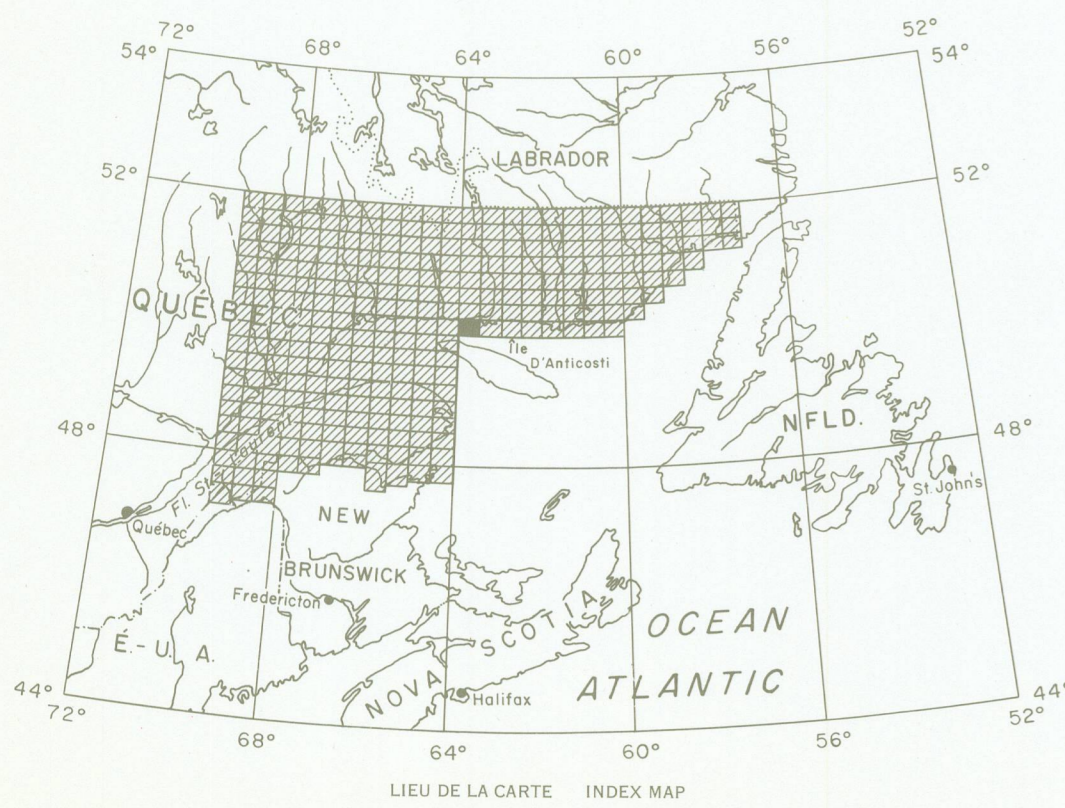 72° 68° 64° 60° 56° 52°
54° 54°
LABRADOR
52° 52°
QUÉBEC
Île
D'Anticosti
NFLD.
48° 48°
Fl. St-Laurent
St. John's
Québec
NEW
BRUNSWICK
Fredericton
NOVA SCOTIA
OCEAN
É.-U. A.
ATLANTIC
44° 44°
Halifax
72° 68° 64° 60° 56° 52°
LIEU DE LA CARTE INDEX MAP